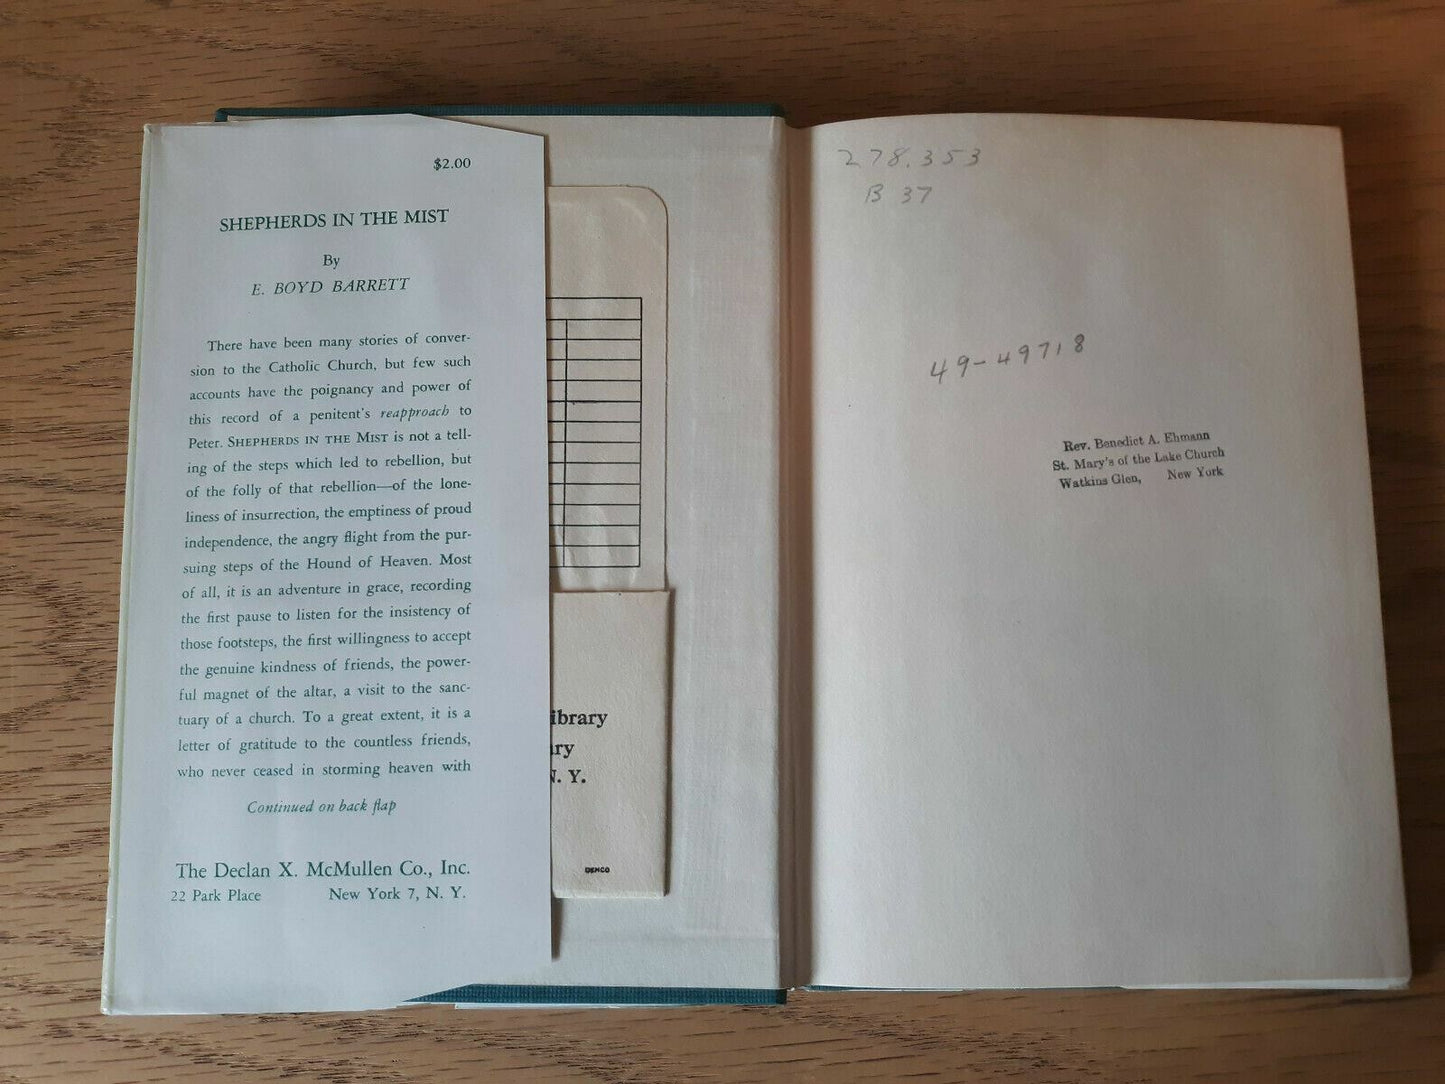 $2.00
SHEPHERDS IN THE MIST
By
E. BOYD BARRETT
There have been many stories of conver-
sion to the Catholic Church, but few such
accounts have the poignancy and power of
this record of a penitent's reapproach to
Peter. SHEPHERDS IN THE MIST is not a tell-
ing of the steps which led to rebellion, but
of the folly of that rebellion—of the lone-
liness of insurrection, the emptiness of proud
independence, the angry flight from the pur-
suing steps of the Hound of Heaven. Most
of all, it is an adventure in grace, recording
the first pause to listen for the insistency of
those footsteps, the first willingness to accept
the genuine kindness of friends, the power-
ful magnet of the altar, a visit to the sanc-
tuary of a church. To a great extent, it is a
letter of gratitude to the countless friends,
who never ceased in storming heaven with
Continued on back flap
The Declan X. McMullen Co., Inc.
22 Park Place New York 7, N. Y.
ibrary
ry
N. Y.
DEMCO
278.353
B 37
49-49718
Rev. Benedict A. Ehmann
St. Mary's of the Lake Church
Watkins Glen, New York